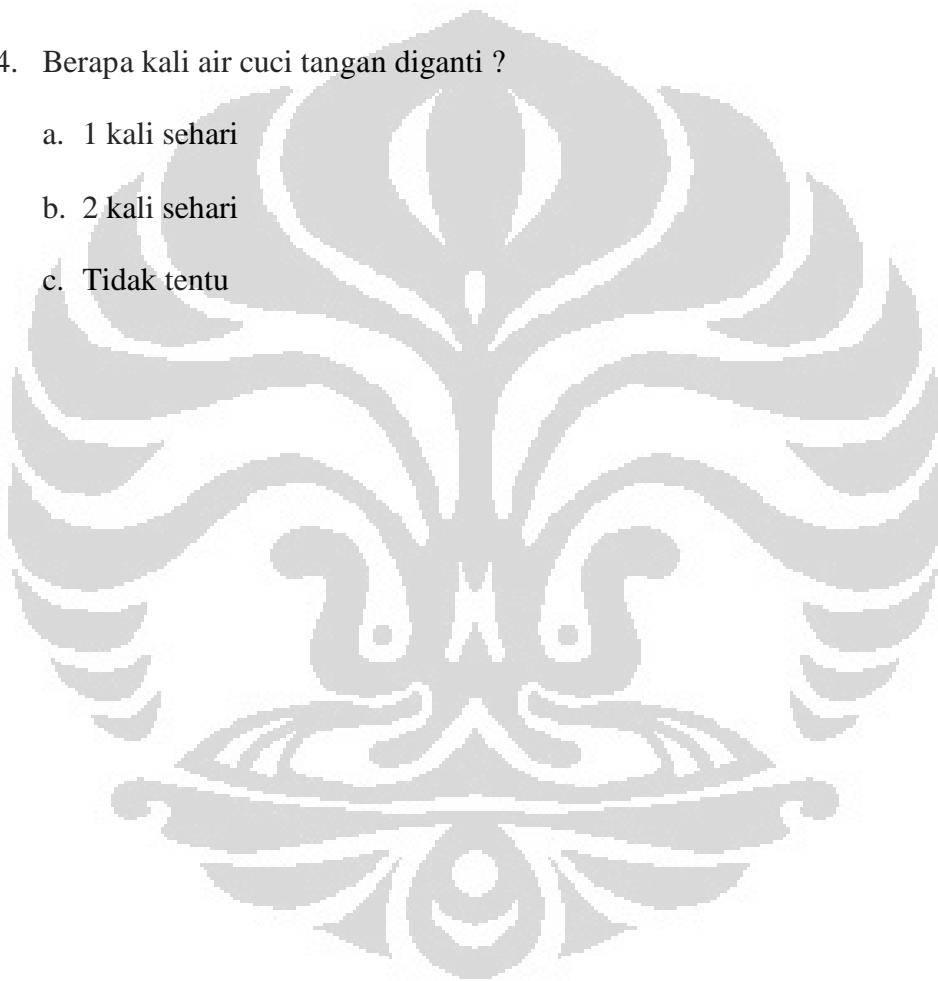 4. Berapa kali air cuci tangan diganti ?
a. 1 kali sehari
b. 2 kali sehari
c. Tidak tentu